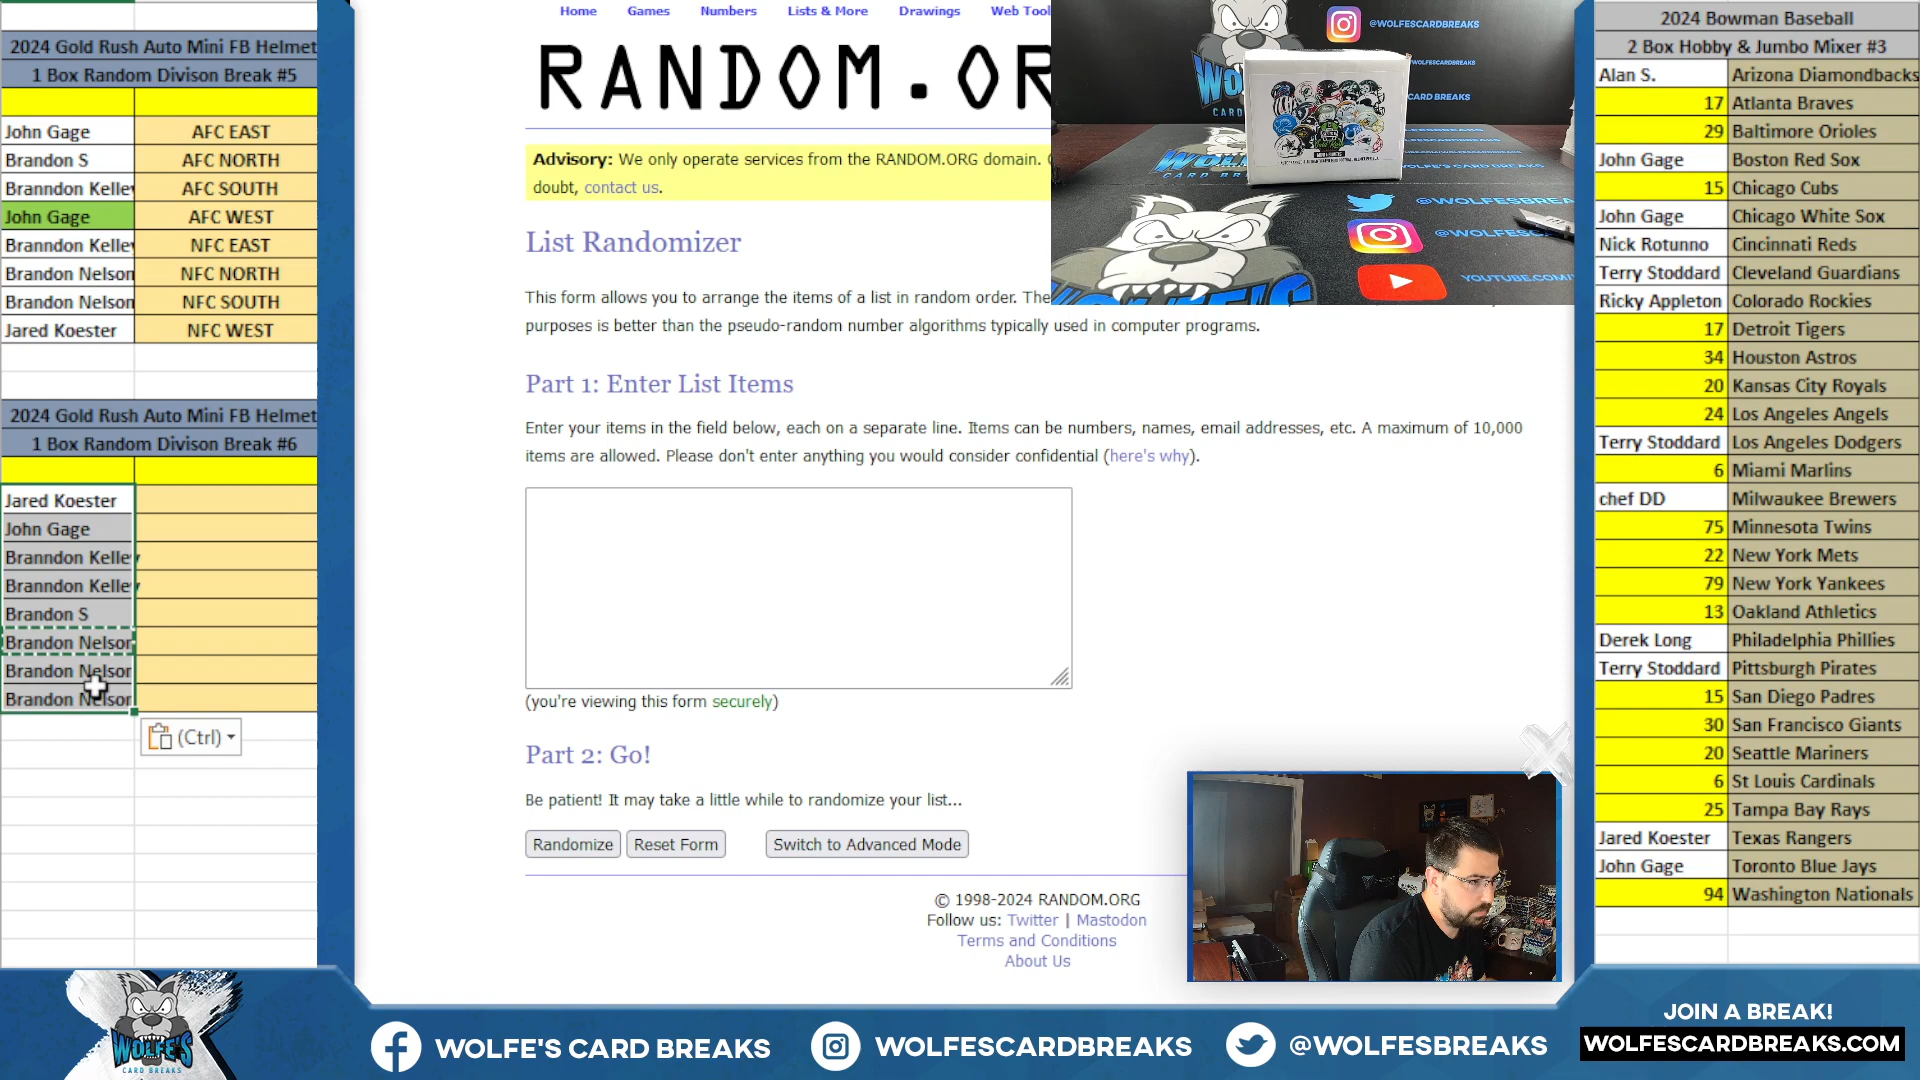 2024 Gold Rush Auto Mini FB Helmet
1 Box Random Divison Break #5
John Gage AFC EAST
Brandon S AFC NORTH
Branndon Kelley AFC SOUTH
John Gage AFC WEST
Branndon Kelley NFC EAST
Brandon Nelson NFC NORTH
Brandon Nelson NFC SOUTH
Jared Koester NFC WEST
2024 Gold Rush Auto Mini FB Helmet
1 Box Random Divison Break #6
Jared Koester
John Gage
Branndon Kelley
Branndon Kelley
Brandon S
Brandon Nelson
Brandon Nelson
Brandon Nelson
(Ctrl)
Home Games Numbers Lists & More Drawings Web Tool
RANDOM.OR
Advisory: We only operate services from the RANDOM.ORG domain.
doubt, contact us.
List Randomizer
This form allows you to arrange the items of a list in random order. The
purposes is better than the pseudo-random number algorithms typically used in computer programs.
Part 1: Enter List Items
Enter your items in the field below, each on a separate line. Items can be numbers, names, email addresses, etc. A maximum of 10,000
items are allowed. Please don't enter anything you would consider confidential (here's why).
(you're viewing this form securely)
Part 2: Go!
Be patient! It may take a little while to randomize your list...
Randomize Reset Form Switch to Advanced Mode
© 1998-2024 RANDOM.ORG
Follow us: Twitter | Mastodon
Terms and Conditions
About Us
@WOLFESCARDBREAKS
CARD BREAKS
@WOLFESBREA
@WOLFESC
YOUTUBE.COM/
2024 Bowman Baseball
2 Box Hobby & Jumbo Mixer #3
Alan S. Arizona Diamondbacks
17 Atlanta Braves
29 Baltimore Orioles
John Gage Boston Red Sox
15 Chicago Cubs
John Gage Chicago White Sox
Nick Rotunno Cincinnati Reds
Terry Stoddard Cleveland Guardians
Ricky Appleton Colorado Rockies
17 Detroit Tigers
34 Houston Astros
20 Kansas City Royals
24 Los Angeles Angels
Terry Stoddard Los Angeles Dodgers
6 Miami Marlins
chef DD Milwaukee Brewers
75 Minnesota Twins
22 New York Mets
79 New York Yankees
13 Oakland Athletics
Derek Long Philadelphia Phillies
Terry Stoddard Pittsburgh Pirates
15 San Diego Padres
30 San Francisco Giants
20 Seattle Mariners
6 St Louis Cardinals
25 Tampa Bay Rays
Jared Koester Texas Rangers
John Gage Toronto Blue Jays
94 Washington Nationals
WOLFE'S
CARD BREAKS
WOLFE'S CARD BREAKS
WOLFESCARDBREAKS
@WOLFESBREAKS
JOIN A BREAK!
WOLFESCARDBREAKS.COM